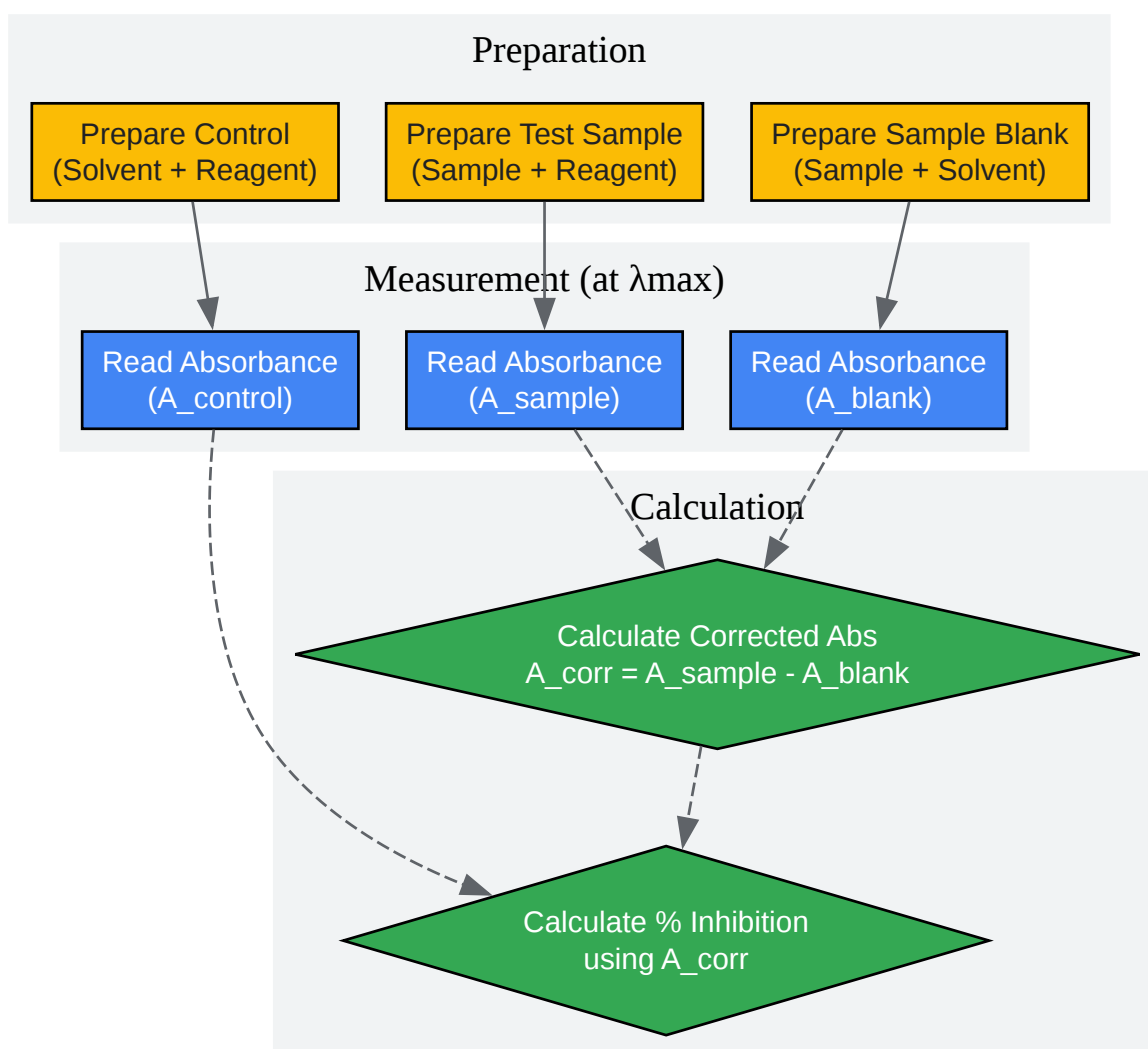 Preparation
Prepare Control
(Solvent + Reagent)
Prepare Test Sample
(Sample + Reagent)
Prepare Sample Blank
(Sample + Solvent)
Measurement (at λmax)
Read Absorbance
(A_control)
Read Absorbance
(A_sample)
Read Absorbance
(A_blank)
Calculation
Calculate Corrected Abs
A_corr = A_sample - A_blank
Calculate % Inhibition
using A_corr